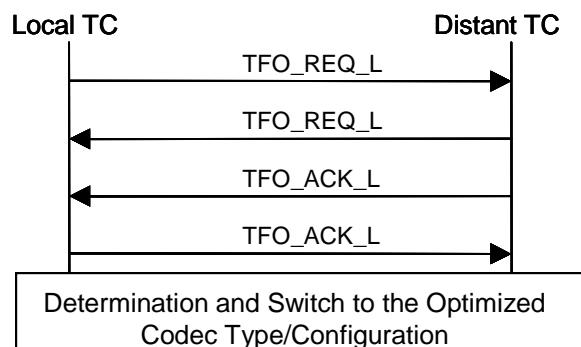 Local TC
Distant TC
TFO_REQ_L
TFO_REQ_L
TFO_ACK_L
TFO_ACK_L
Determination and Switch to the Optimized
Codec Type/Configuration